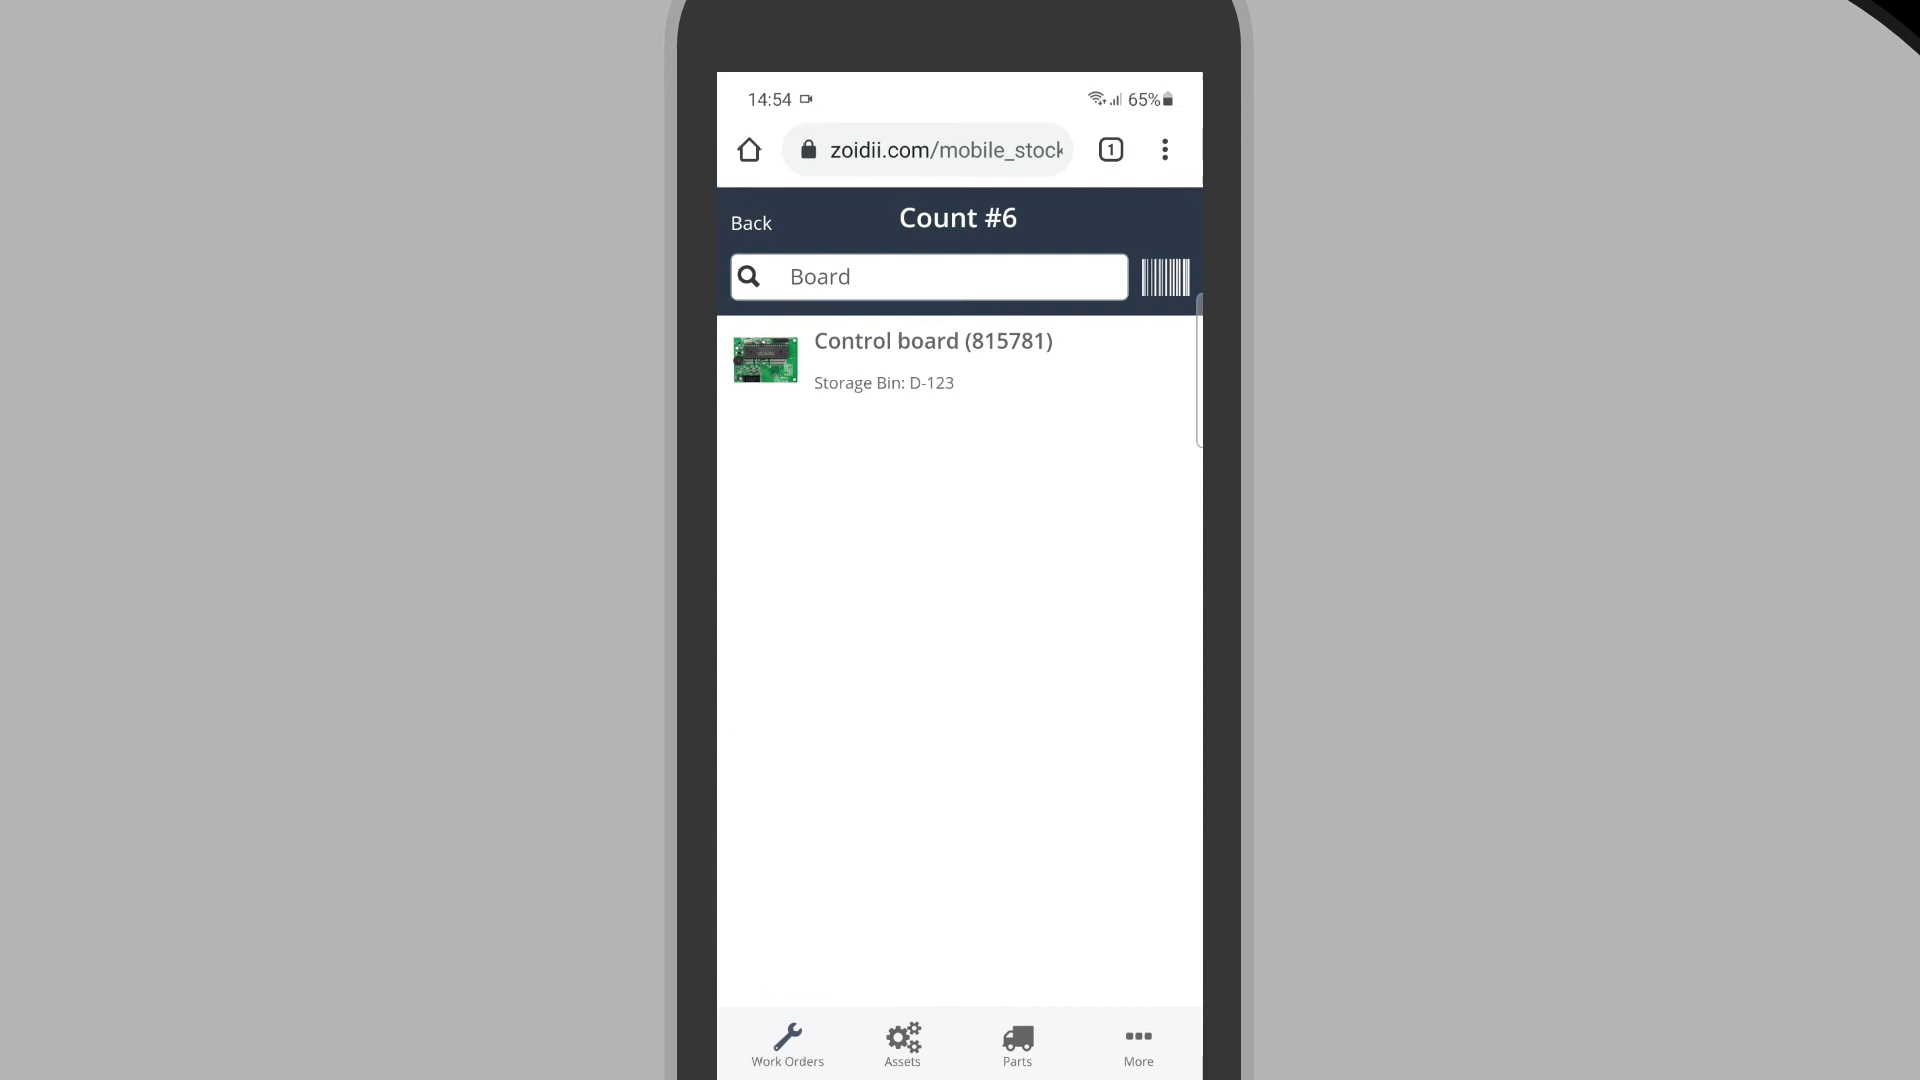 14:54 65%
zoidii.com/mobile_stock 1
Back Count #6
Board
Control board (815781)
Storage Bin: D-123
Work Orders Assets Parts More